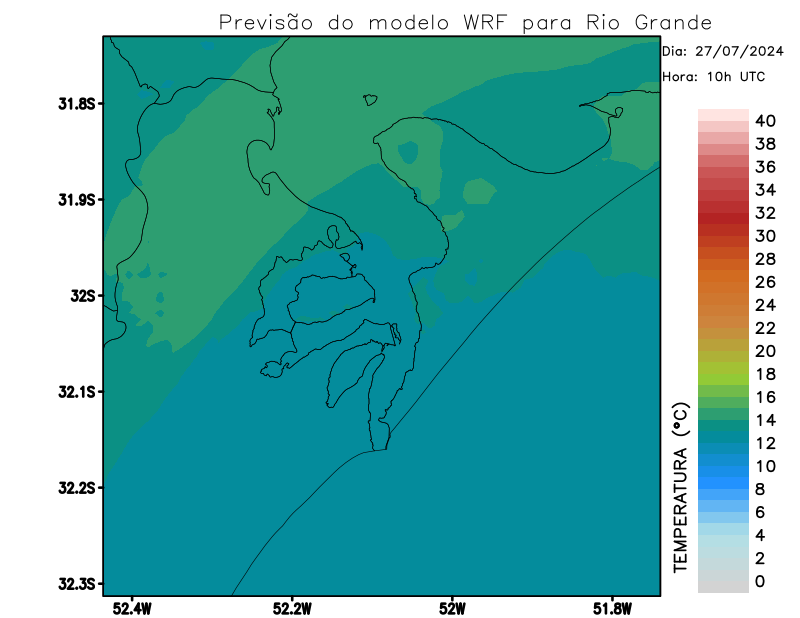 Previsão do modelo WRF para Rio Grande
Dia: 27/07/2024
Hora: 10h UTC
31.8S
31.9S
32S
32.1S
32.2S
32.3S
52.4W
52.2W
52W
51.8W
TEMPERATURA (°C)
40
38
36
34
32
30
28
26
24
22
20
18
16
14
12
10
8
6
4
2
0